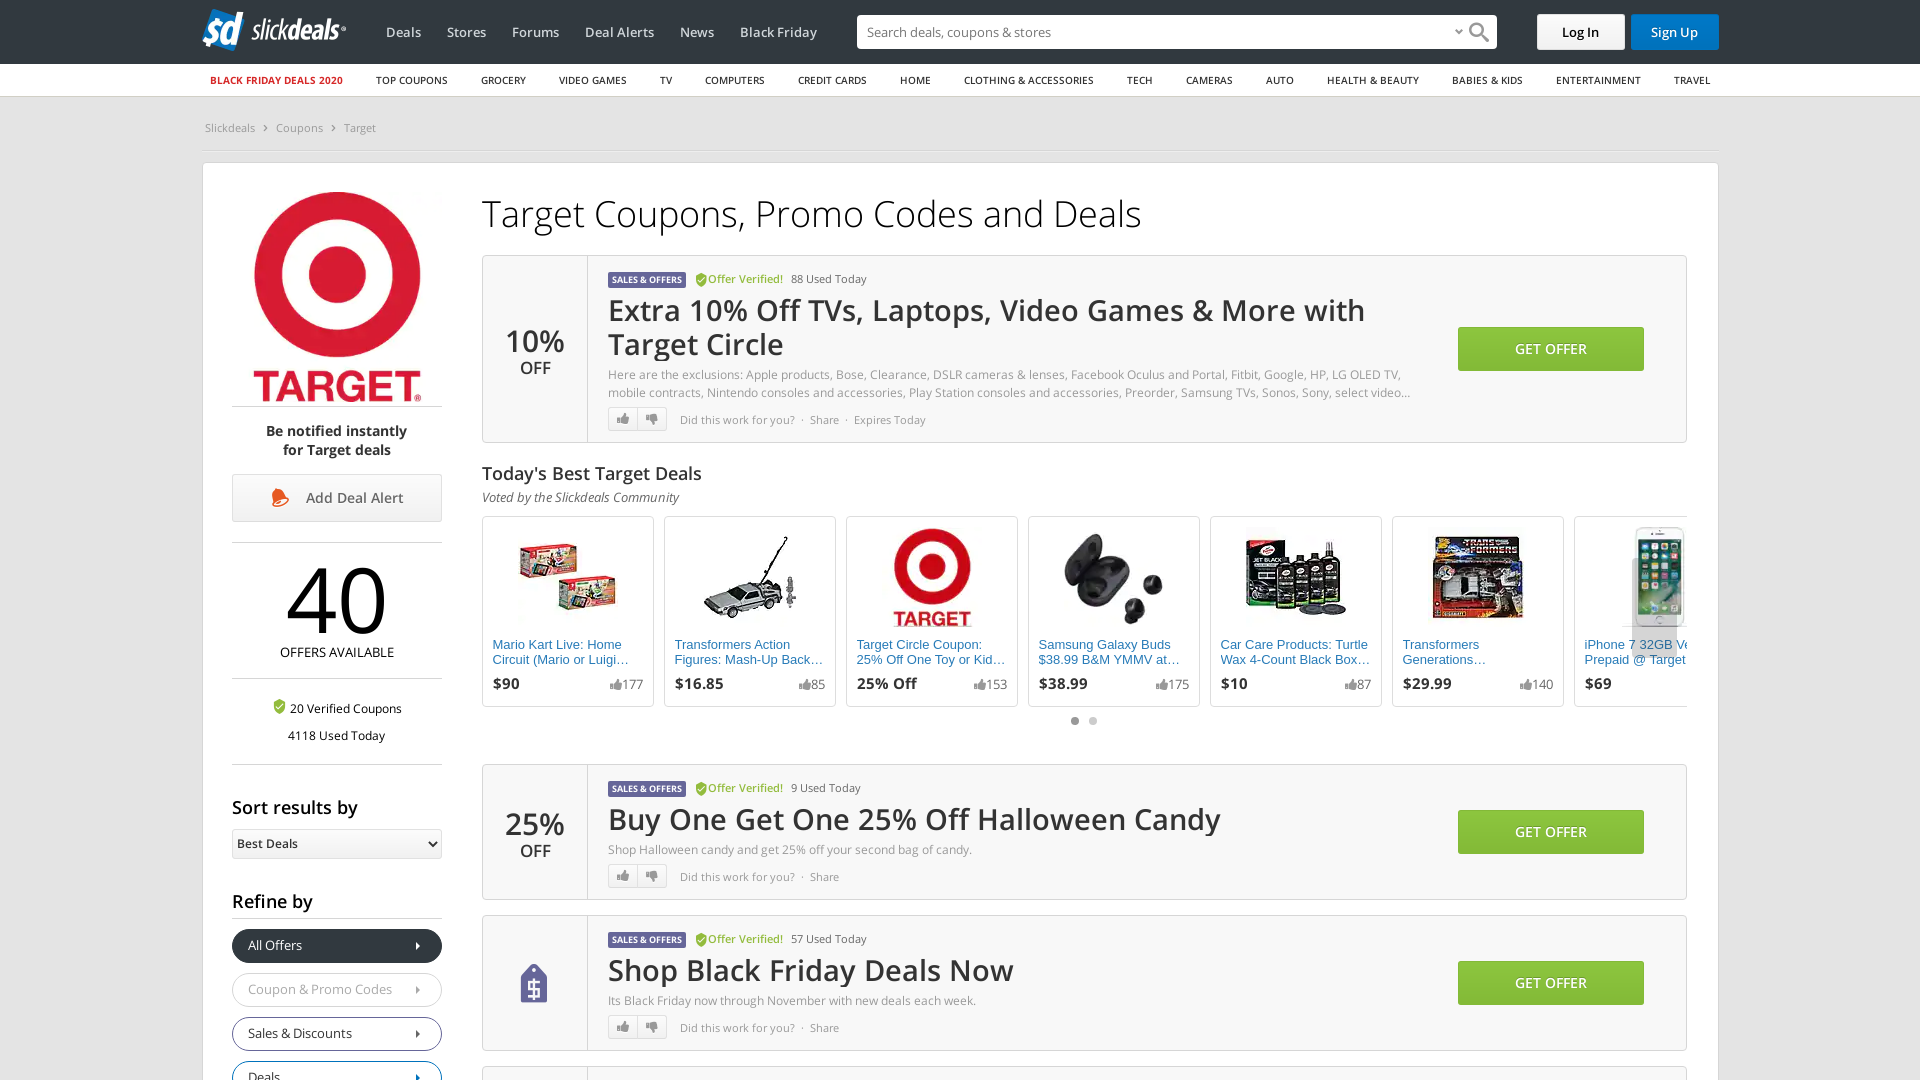 sd slickdeals
Deals
Stores
Forums
Deal Alerts
News
Black Friday
Search deals, coupons & stores
Log In
Sign Up
BLACK FRIDAY DEALS 2020
TOP COUPONS
GROCERY
VIDEO GAMES
TV
COMPUTERS
CREDIT CARDS
HOME
CLOTHING & ACCESSORIES
TECH
CAMERAS
AUTO
HEALTH & BEAUTY
BABIES & KIDS
ENTERTAINMENT
TRAVEL
Slickdeals › Coupons › Target
TARGET®
Be notified instantly
for Target deals
Add Deal Alert
40
OFFERS AVAILABLE
20 Verified Coupons
4118 Used Today
Sort results by
Best Deals
Refine by
All Offers
Coupon & Promo Codes
Sales & Discounts
Deals
Target Coupons, Promo Codes and Deals
10%
OFF
SALES & OFFERS Offer Verified! 88 Used Today
Extra 10% Off TVs, Laptops, Video Games & More with
Target Circle
Here are the exclusions: Apple products, Bose, Clearance, DSLR cameras & lenses, Facebook Oculus and Portal, Fitbit, Google, HP, LG OLED TV,
mobile contracts, Nintendo consoles and accessories, Play Station consoles and accessories, Preorder, Samsung TVs, Sonos, Sony, select video...
Did this work for you? · Share · Expires Today
GET OFFER
Today's Best Target Deals
Voted by the Slickdeals Community
Mario Kart Live: Home
Circuit (Mario or Luigi…
$90 177
Transformers Action
Figures: Mash-Up Back…
$16.85 85
TARGET
Target Circle Coupon:
25% Off One Toy or Kid…
25% Off 153
Samsung Galaxy Buds
$38.99 B&M YMMV at…
$38.99 175
Car Care Products: Turtle
Wax 4-Count Black Box…
$10 87
Transformers
Generations…
$29.99 140
iPhone 7 32GB Ve
Prepaid @ Target
$69
25%
OFF
SALES & OFFERS Offer Verified! 9 Used Today
Buy One Get One 25% Off Halloween Candy
Shop Halloween candy and get 25% off your second bag of candy.
Did this work for you? · Share
GET OFFER
SALES & OFFERS Offer Verified! 57 Used Today
Shop Black Friday Deals Now
Its Black Friday now through November with new deals each week.
Did this work for you? · Share
GET OFFER